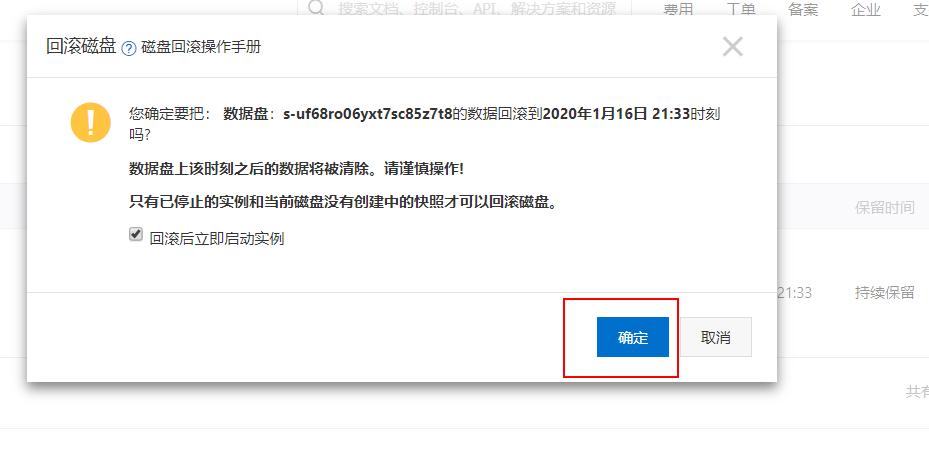 搜索文档、控制台、API、解决方案和资源
费用 工单 备案 企业 支
回滚磁盘 ? 磁盘回滚操作手册
您确定要把： 数据盘：s-uf68ro06yxt7sc85z7t8的数据回滚到2020年1月16日 21:33时刻
吗?
数据盘上该时刻之后的数据将被清除。请谨慎操作!
只有已停止的实例和当前磁盘没有创建中的快照才可以回滚磁盘。
保留时间
回滚后立即启动实例
21:33 持续保留
确定 取消
共有